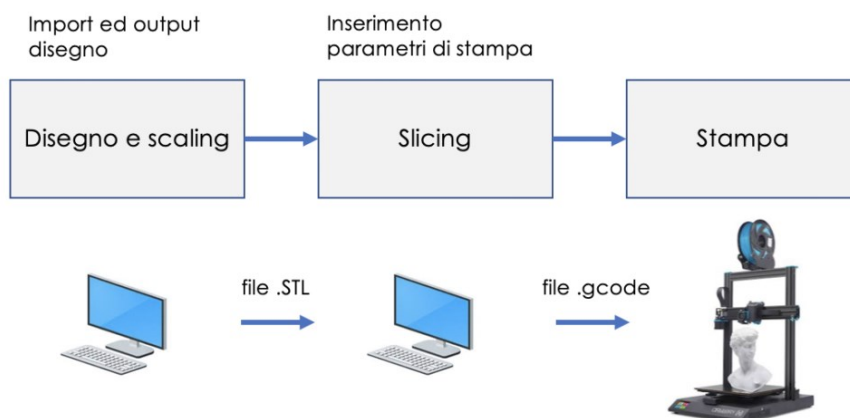 Import ed output
disegno
Inserimento
parametri di stampa
Disegno e scaling
Slicing
Stampa
file .STL
file .gcode